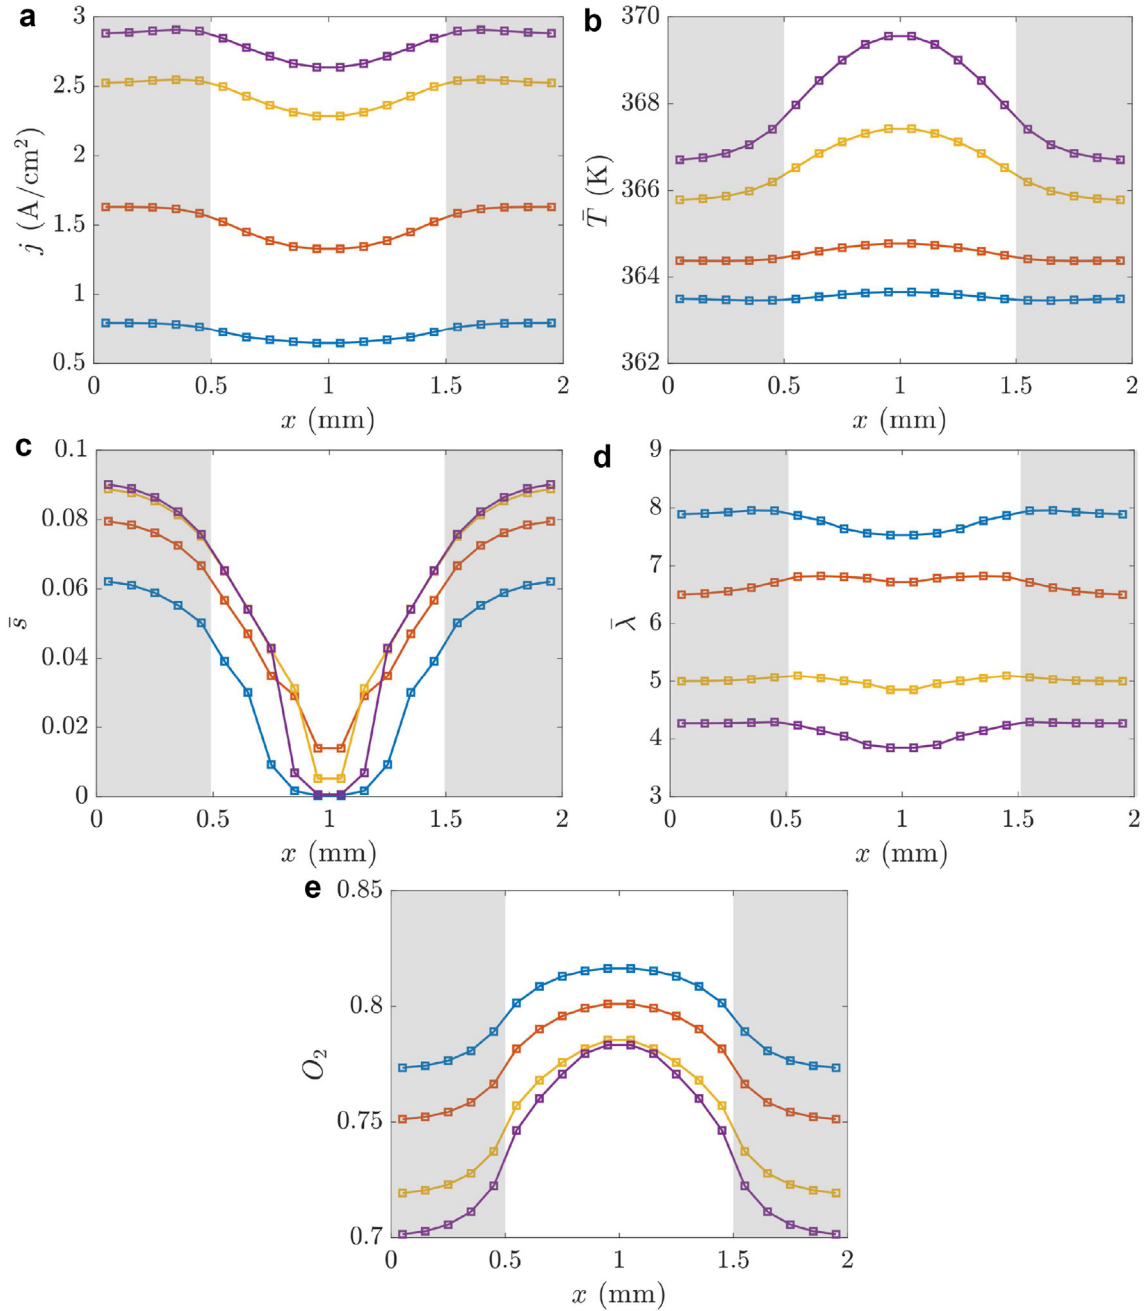 a
3
2.5
2
1.5
1
0.5
j (A/cm²)
0 0.5 1 1.5 2
x (mm)
b
370
368
366
364
362
T̄ (K)
0 0.5 1 1.5 2
x (mm)
c
0.1
0.08
0.06
0.04
0.02
0
s̄
0 0.5 1 1.5 2
x (mm)
d
9
8
7
6
5
4
3
λ̄
0 0.5 1 1.5 2
x (mm)
e
0.85
0.8
0.75
0.7
O₂
0 0.5 1 1.5 2
x (mm)